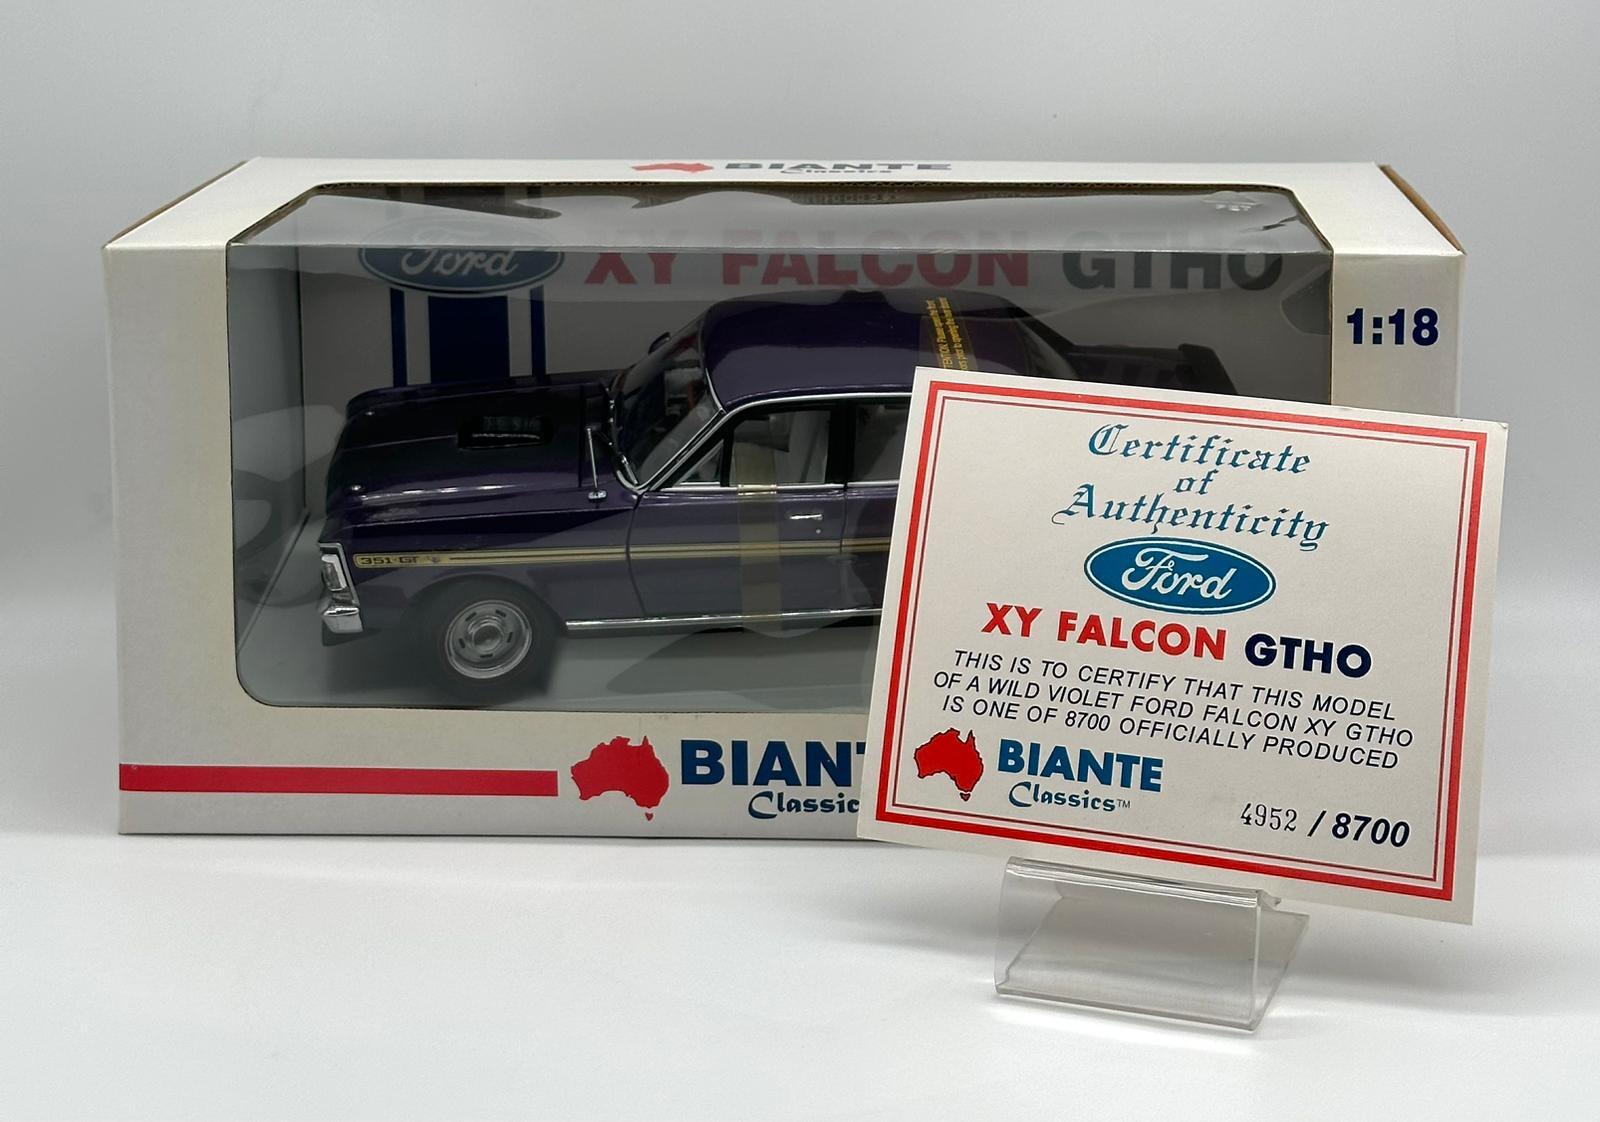 BIANTE
Classics
Ford XY FALCON GTHO
1:18
351·GT
BIANT
Classic
Certificate
of
Authenticity
Ford
XY FALCON GTHO
THIS IS TO CERTIFY THAT THIS MODEL
OF A WILD VIOLET FORD FALCON XY GTHO
IS ONE OF 8700 OFFICIALLY PRODUCED
BIANTE
Classics™
4952 / 8700